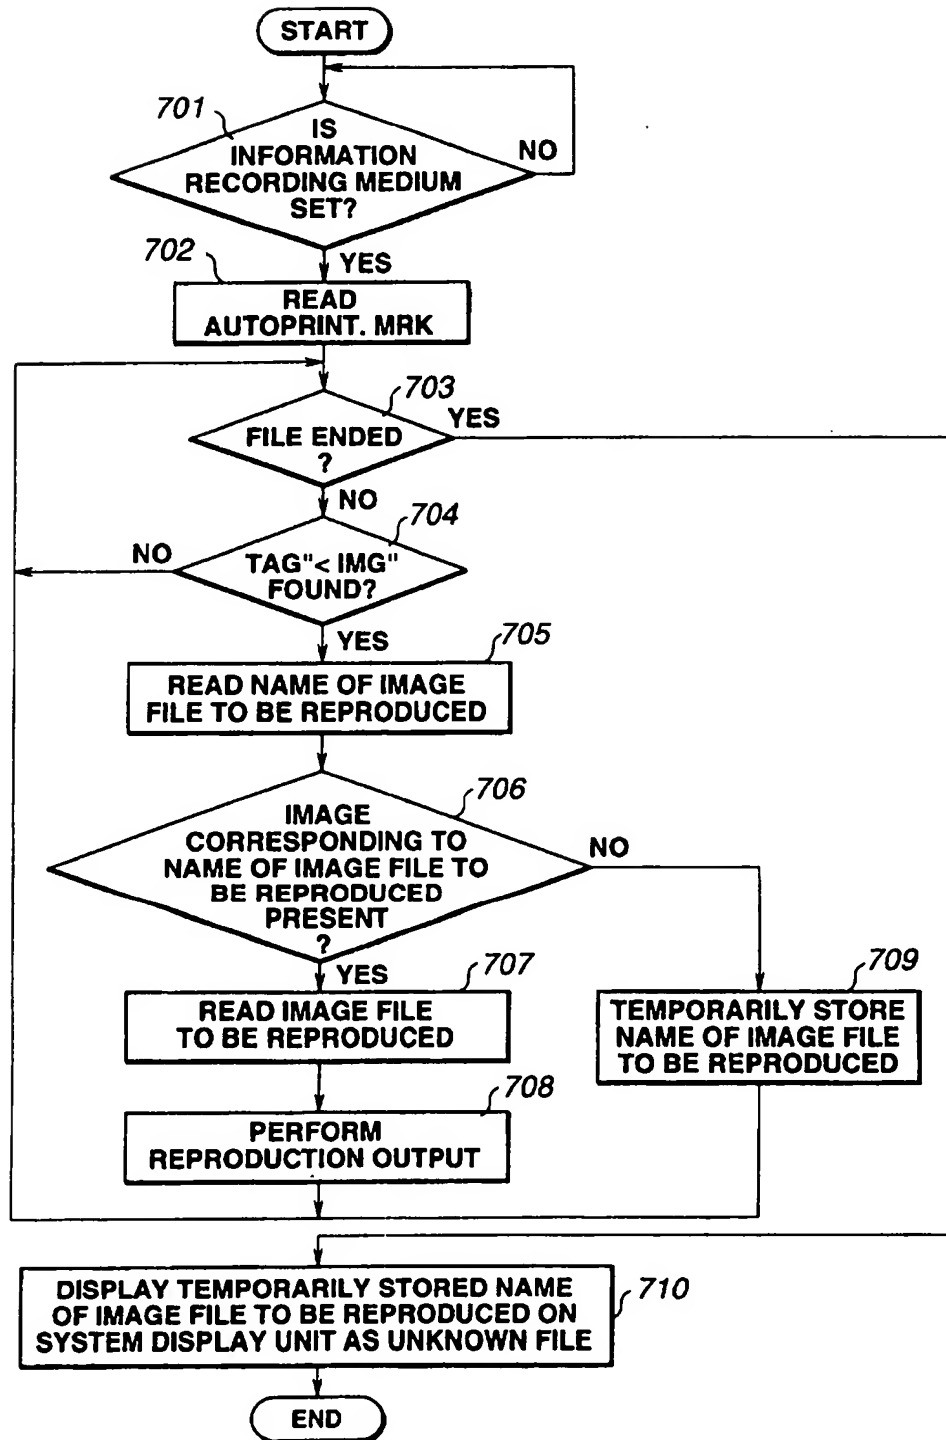 START
701
IS
INFORMATION
RECORDING MEDIUM
SET?
NO
YES
702
READ
AUTOPRINT. MRK
703
FILE ENDED
?
YES
NO
704
TAG"< IMG"
FOUND?
NO
YES
705
READ NAME OF IMAGE
FILE TO BE REPRODUCED
706
IMAGE
CORRESPONDING TO
NAME OF IMAGE FILE TO
BE REPRODUCED
PRESENT
?
NO
YES
707
READ IMAGE FILE
TO BE REPRODUCED
709
TEMPORARILY STORE
NAME OF IMAGE FILE
TO BE REPRODUCED
708
PERFORM
REPRODUCTION OUTPUT
DISPLAY TEMPORARILY STORED NAME
OF IMAGE FILE TO BE REPRODUCED ON
SYSTEM DISPLAY UNIT AS UNKNOWN FILE
710
END